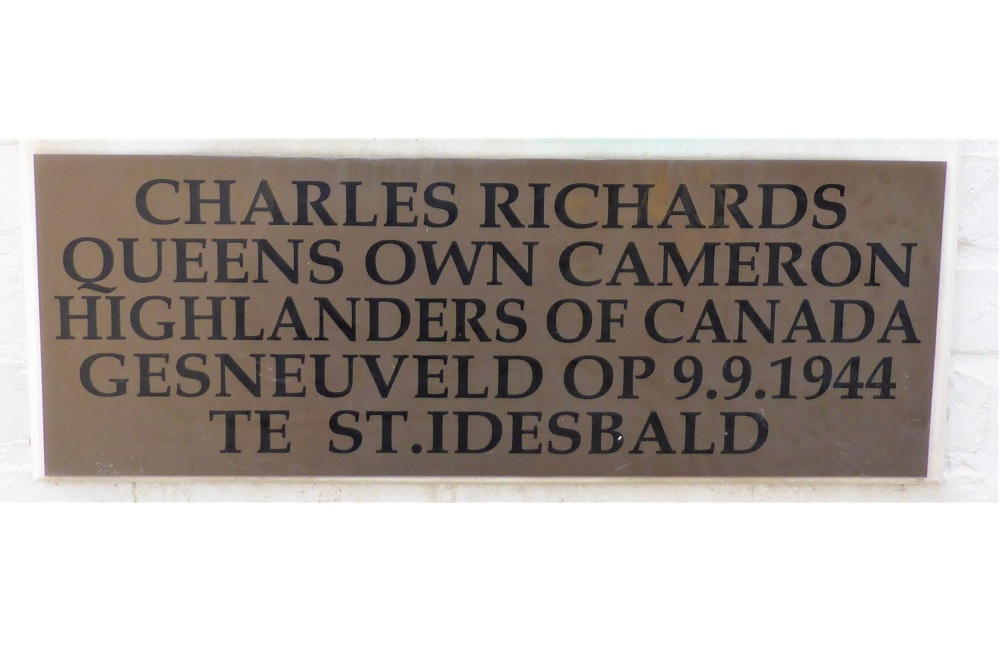 CHARLES RICHARDS
QUEENS OWN CAMERON
HIGHLANDERS OF CANADA
GESNEUVELD OP 9.9.1944
TE ST.IDESBALD